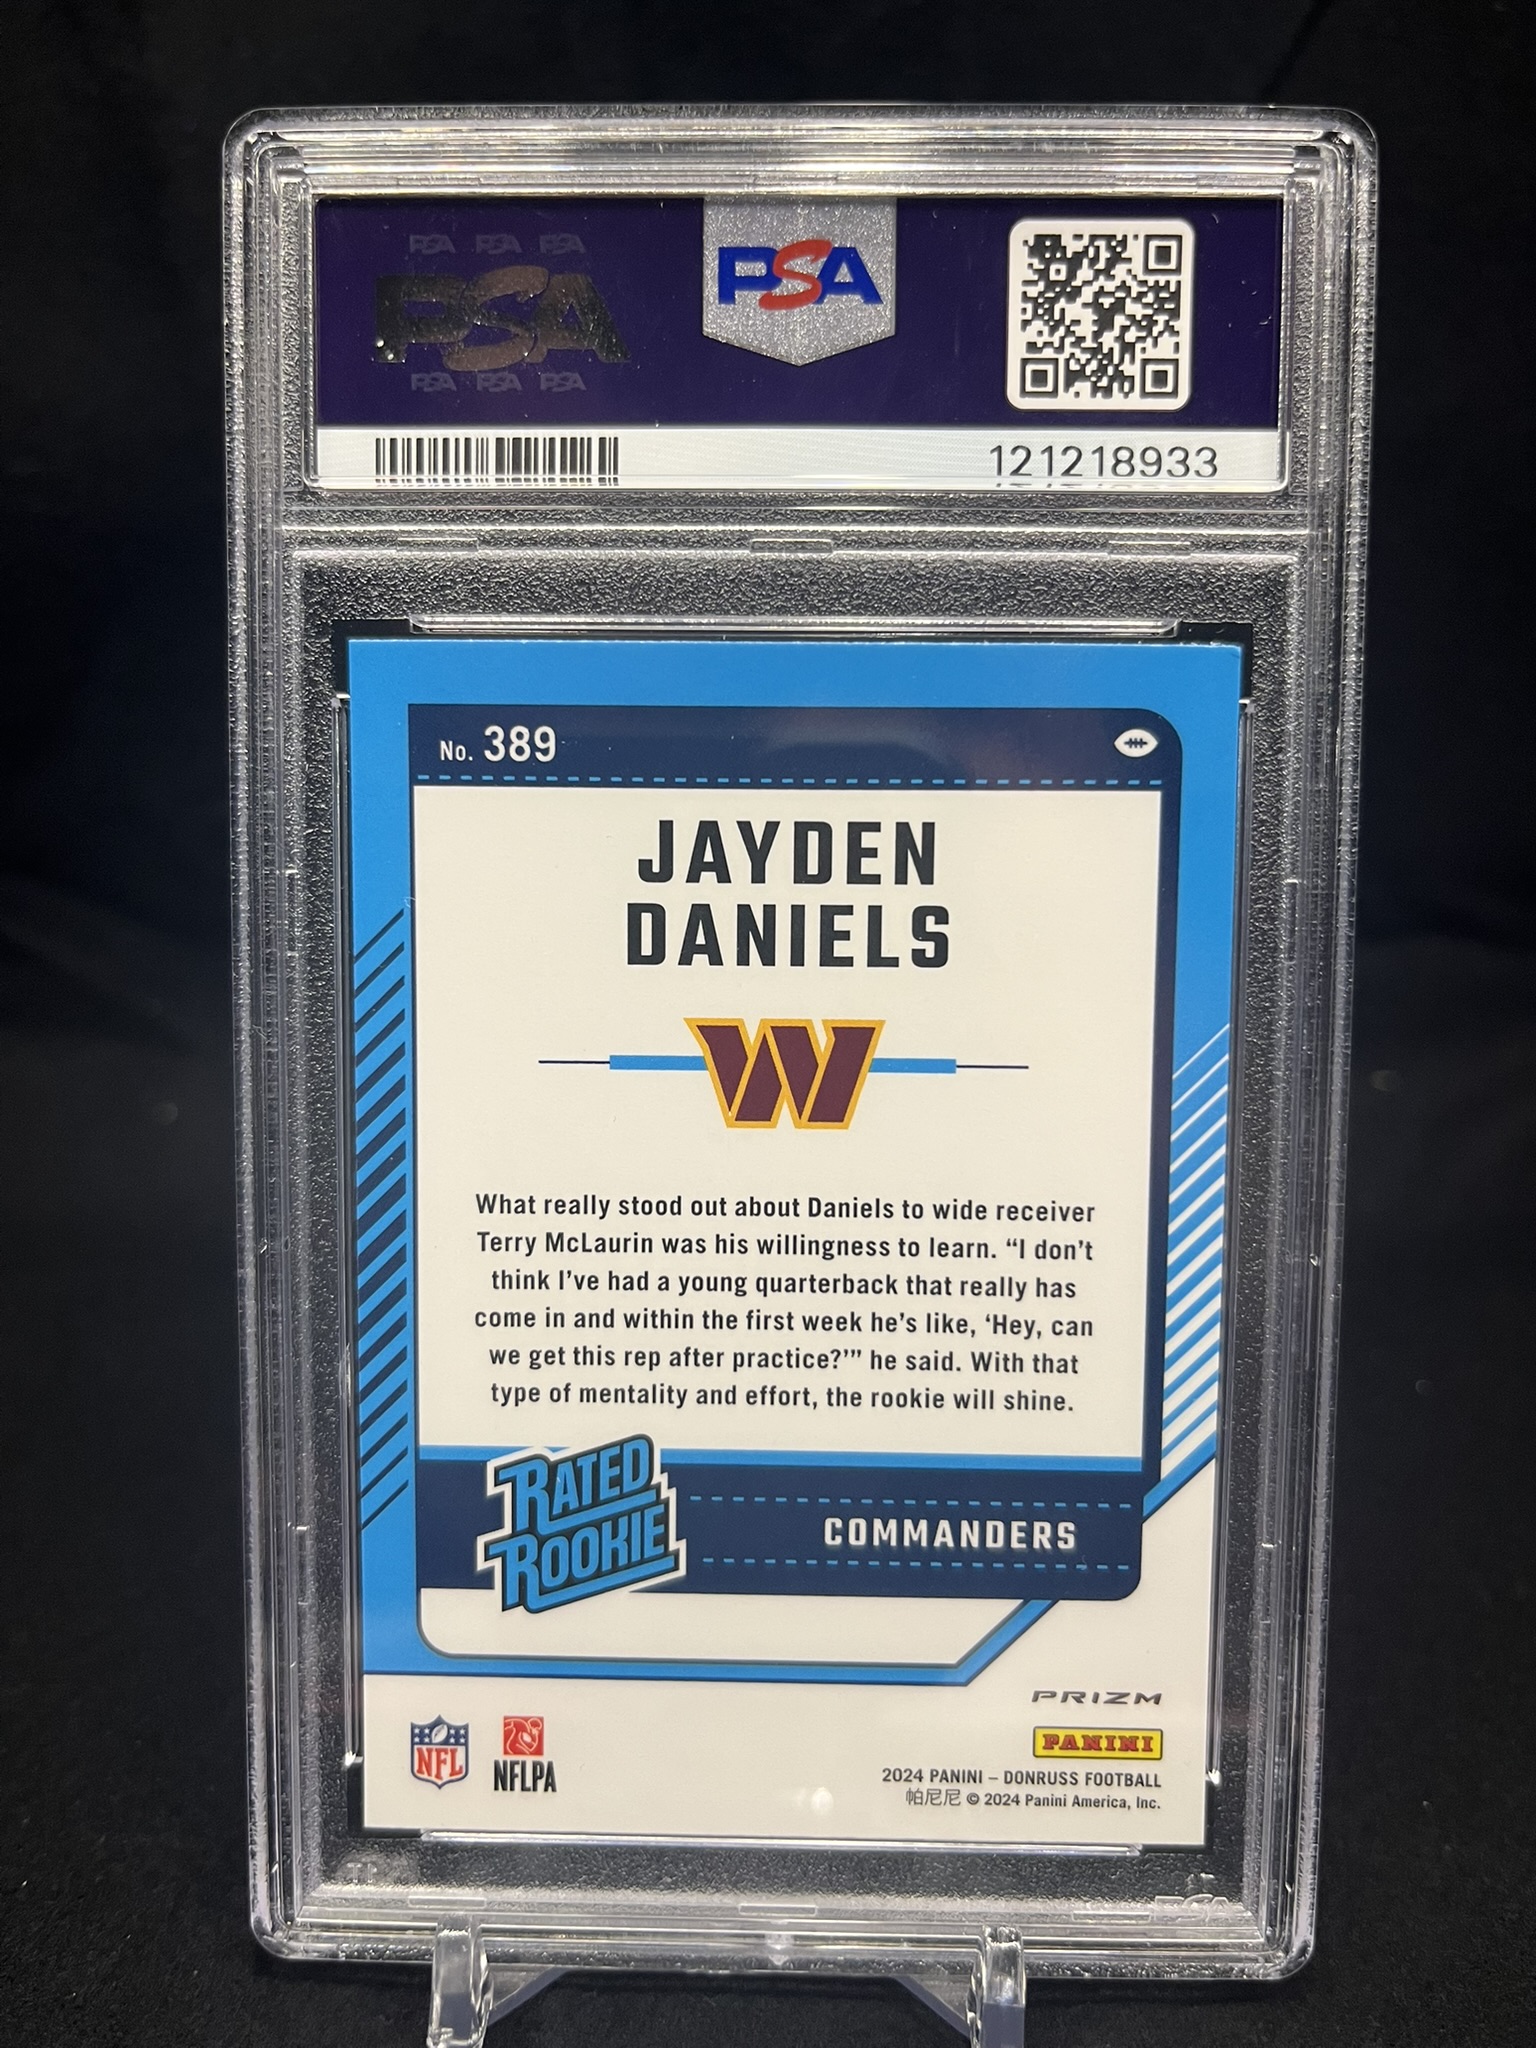 PSA PSA PSA
PSA
PSA PSA PSA
PSA
121218933
No. 389
JAYDEN
DANIELS
W
What really stood out about Daniels to wide receiver
Terry McLaurin was his willingness to learn. “I don’t
think I’ve had a young quarterback that really has
come in and within the first week he’s like, ‘Hey, can
we get this rep after practice?’” he said. With that
type of mentality and effort, the rookie will shine.
RATED
ROOKIE
COMMANDERS
PRIZM
PANINI
NFL
NFLPA
2024 PANINI – DONRUSS FOOTBALL
帕尼尼 © 2024 Panini America, Inc.
PSA